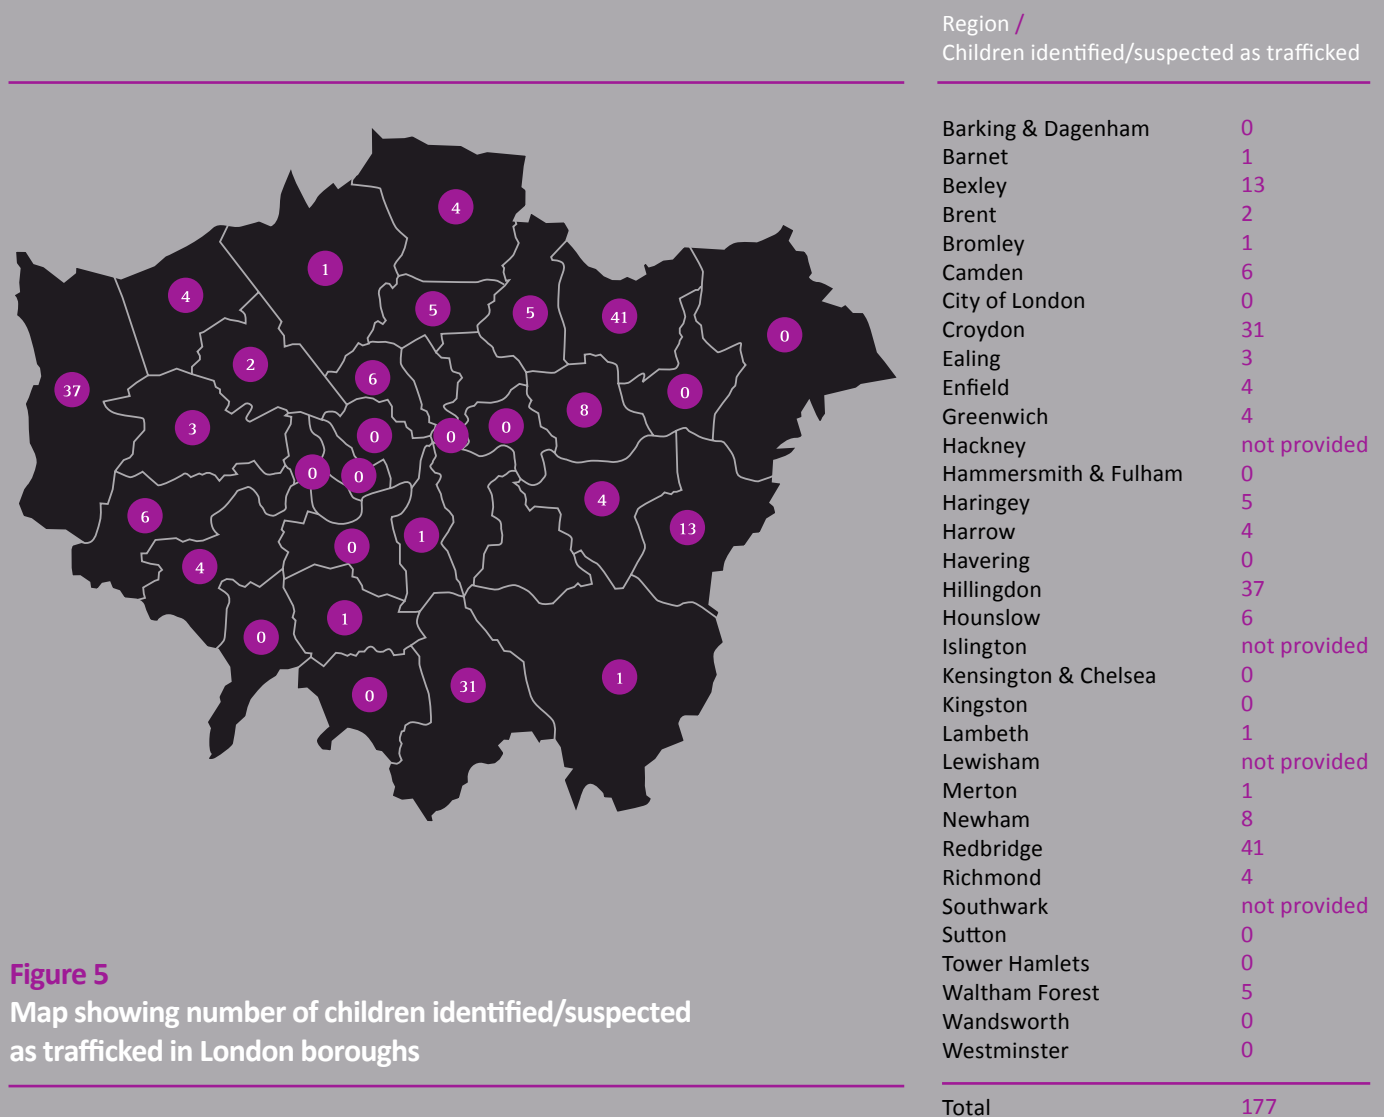 Region /
Children identified/suspected as trafficked
Barking & Dagenham 0
Barnet 1
Bexley 13
Brent 2
Bromley 1
Camden 6
City of London 0
Croydon 31
Ealing 3
Enfield 4
Greenwich 4
Hackney not provided
Hammersmith & Fulham 0
Haringey 5
Harrow 4
Havering 0
Hillingdon 37
Hounslow 6
Islington not provided
Kensington & Chelsea 0
Kingston 0
Lambeth 1
Lewisham not provided
Merton 1
Newham 8
Redbridge 41
Richmond 4
Southwark not provided
Sutton 0
Tower Hamlets 0
Waltham Forest 5
Wandsworth 0
Westminster 0
Total 177
4
1
4
5
5
41
0
2
6
37
0
8
3
0
0
0
0
0
4
6
13
1
0
4
1
0
1
31
0
Figure 5
Map showing number of children identified/suspected
as trafficked in London boroughs